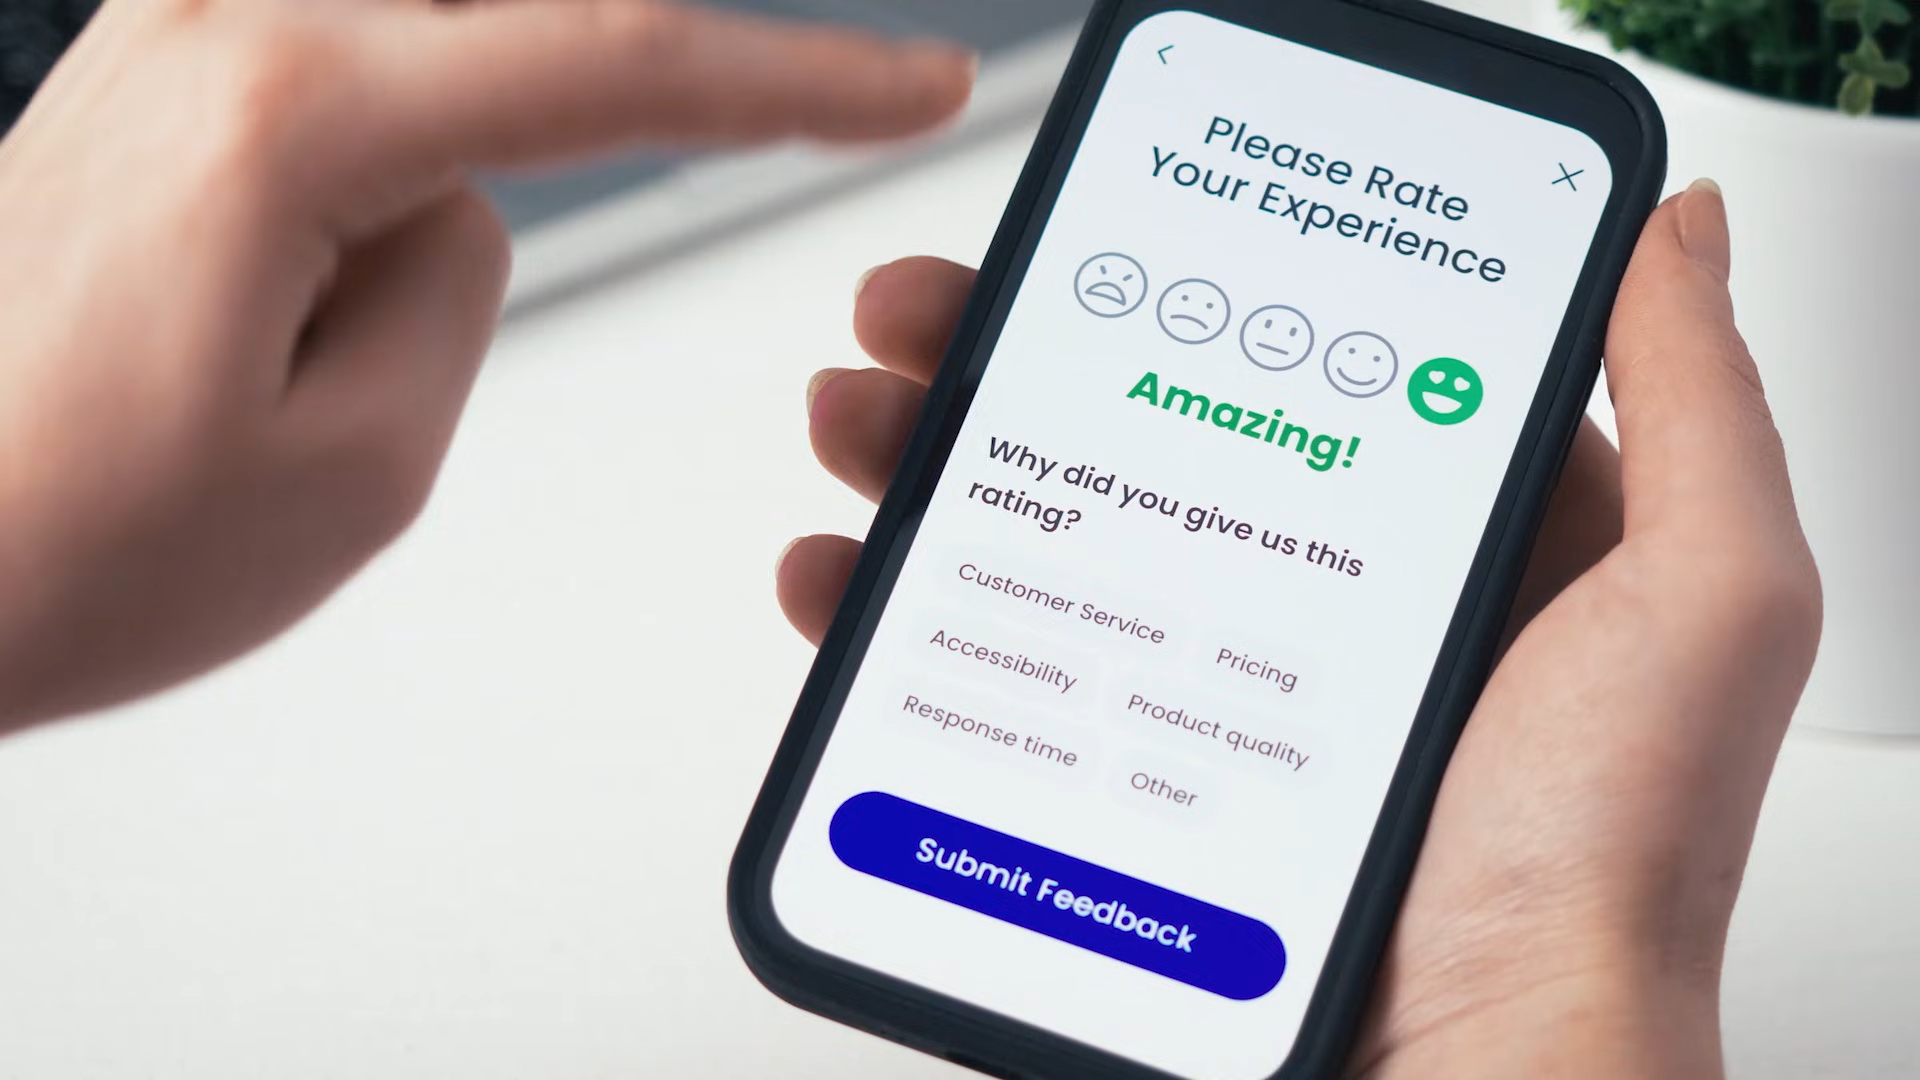 Please Rate
Your Experience
Amazing!
Why did you give us this
rating?
Customer Service
Pricing
Accessibility
Product quality
Response time
Other
Submit Feedback